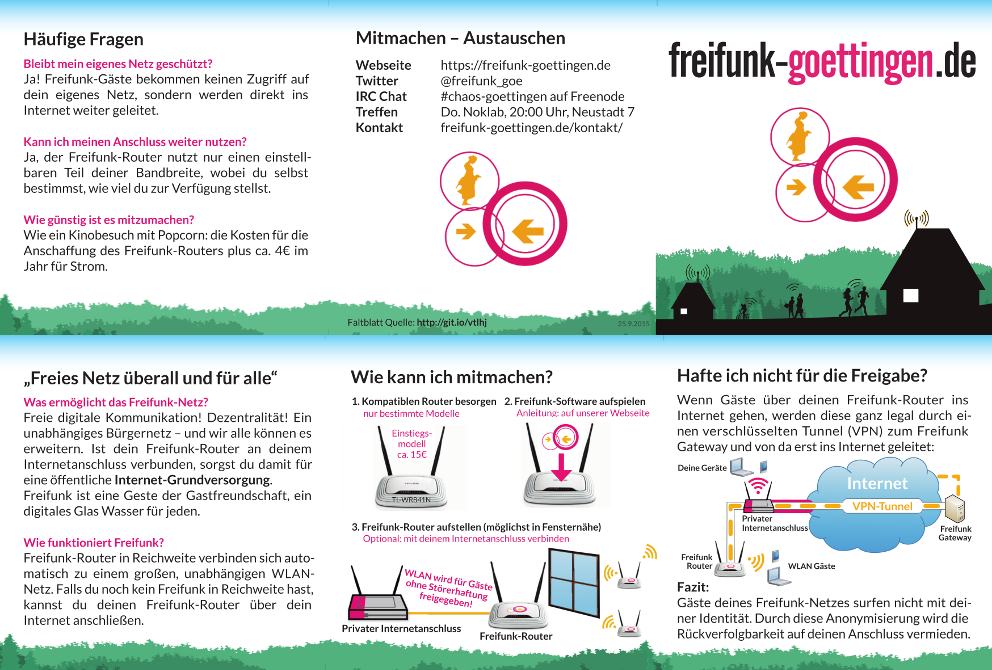 Häufige Fragen
Bleibt mein eigenes Netz geschützt?
Ja! Freifunk-Gäste bekommen keinen Zugriff auf
dein eigenes Netz, sondern werden direkt ins
Internet weiter geleitet.
Kann ich meinen Anschluss weiter nutzen?
Ja, der Freifunk-Router nutzt nur einen einstell-
baren Teil deiner Bandbreite, wobei du selbst
bestimmst, wie viel du zur Verfügung stellst.
Wie günstig ist es mitzumachen?
Wie ein Kinobesuch mit Popcorn: die Kosten für die
Anschaffung des Freifunk-Routers plus ca. 4€ im
Jahr für Strom.
Mitmachen – Austauschen
Webseite https://freifunk-goettingen.de
Twitter @freifunk_goe
IRC Chat #chaos-goettingen auf Freenode
Treffen Do. Noklab, 20:00 Uhr, Neustadt 7
Kontakt freifunk-goettingen.de/kontakt/
Faltblatt Quelle: http://git.io/vtlhj
25.9.2015
freifunk-goettingen.de
„Freies Netz überall und für alle“
Was ermöglicht das Freifunk-Netz?
Freie digitale Kommunikation! Dezentralität! Ein
unabhängiges Bürgernetz – und wir alle können es
erweitern. Ist dein Freifunk-Router an deinem
Internetanschluss verbunden, sorgst du damit für
eine öffentliche Internet-Grundversorgung.
Freifunk ist eine Geste der Gastfreundschaft, ein
digitales Glas Wasser für jeden.
Wie funktioniert Freifunk?
Freifunk-Router in Reichweite verbinden sich auto-
matisch zu einem großen, unabhängigen WLAN-
Netz. Falls du noch kein Freifunk in Reichweite hast,
kannst du deinen Freifunk-Router über dein
Internet anschließen.
Wie kann ich mitmachen?
1. Kompatiblen Router besorgen
nur bestimmte Modelle
Einstiegs-
modell
ca. 15€
TL-WR841N
2. Freifunk-Software aufspielen
Anleitung: auf unserer Webseite
3. Freifunk-Router aufstellen (möglichst in Fensternähe)
Optional: mit deinem Internetanschluss verbinden
WLAN wird für Gäste
ohne Störerhaftung
freigegeben!
Privater Internetanschluss
Freifunk-Router
Hafte ich nicht für die Freigabe?
Wenn Gäste über deinen Freifunk-Router ins
Internet gehen, werden diese ganz legal durch ei-
nen verschlüsselten Tunnel (VPN) zum Freifunk
Gateway und von da erst ins Internet geleitet:
Deine Geräte
Internet
VPN-Tunnel
Privater
Internetanschluss
Freifunk
Gateway
Freifunk
Router
WLAN Gäste
Fazit:
Gäste deines Freifunk-Netzes surfen nicht mit dei-
ner Identität. Durch diese Anonymisierung wird die
Rückverfolgbarkeit auf deinen Anschluss vermieden.